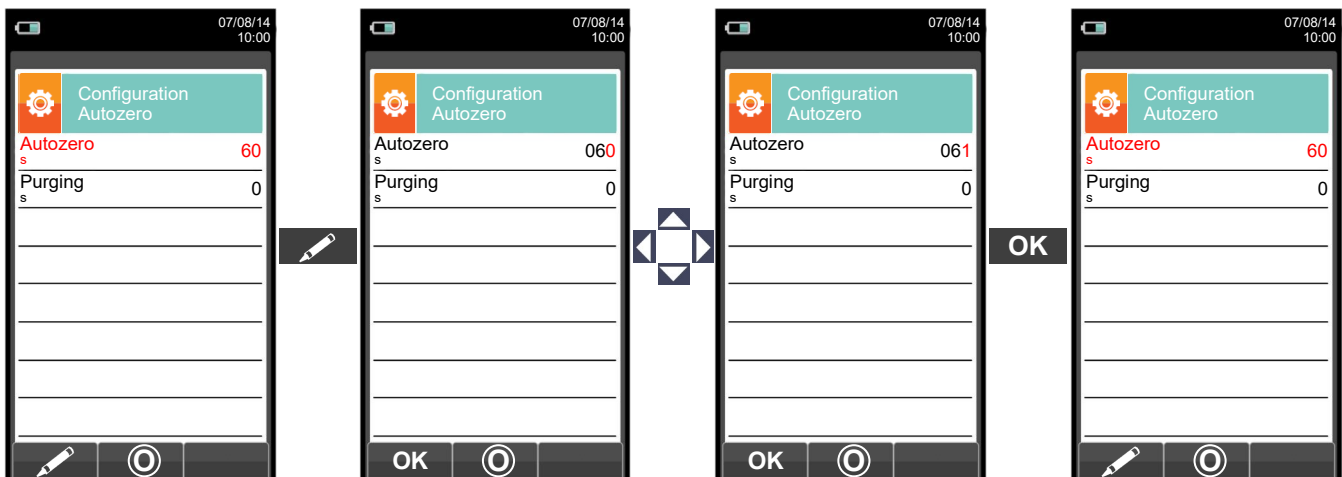 07/08/14
10:00
Configuration
Autozero
Autozero
s
60
Purging
s
0
07/08/14
10:00
Configuration
Autozero
Autozero
s
060
Purging
s
0
OK
07/08/14
10:00
Configuration
Autozero
Autozero
s
061
Purging
s
0
OK
OK
07/08/14
10:00
Configuration
Autozero
Autozero
s
60
Purging
s
0